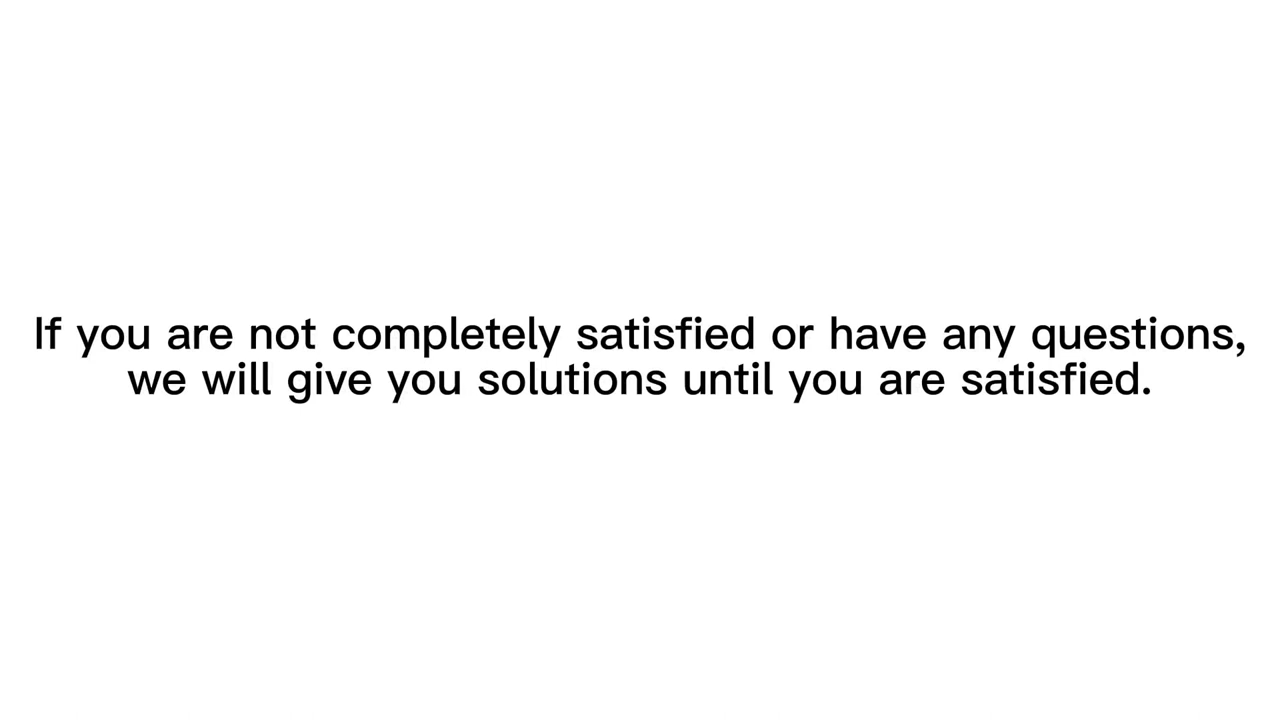 If you are not completely satisfied or have any questions,
we will give you solutions until you are satisfied.